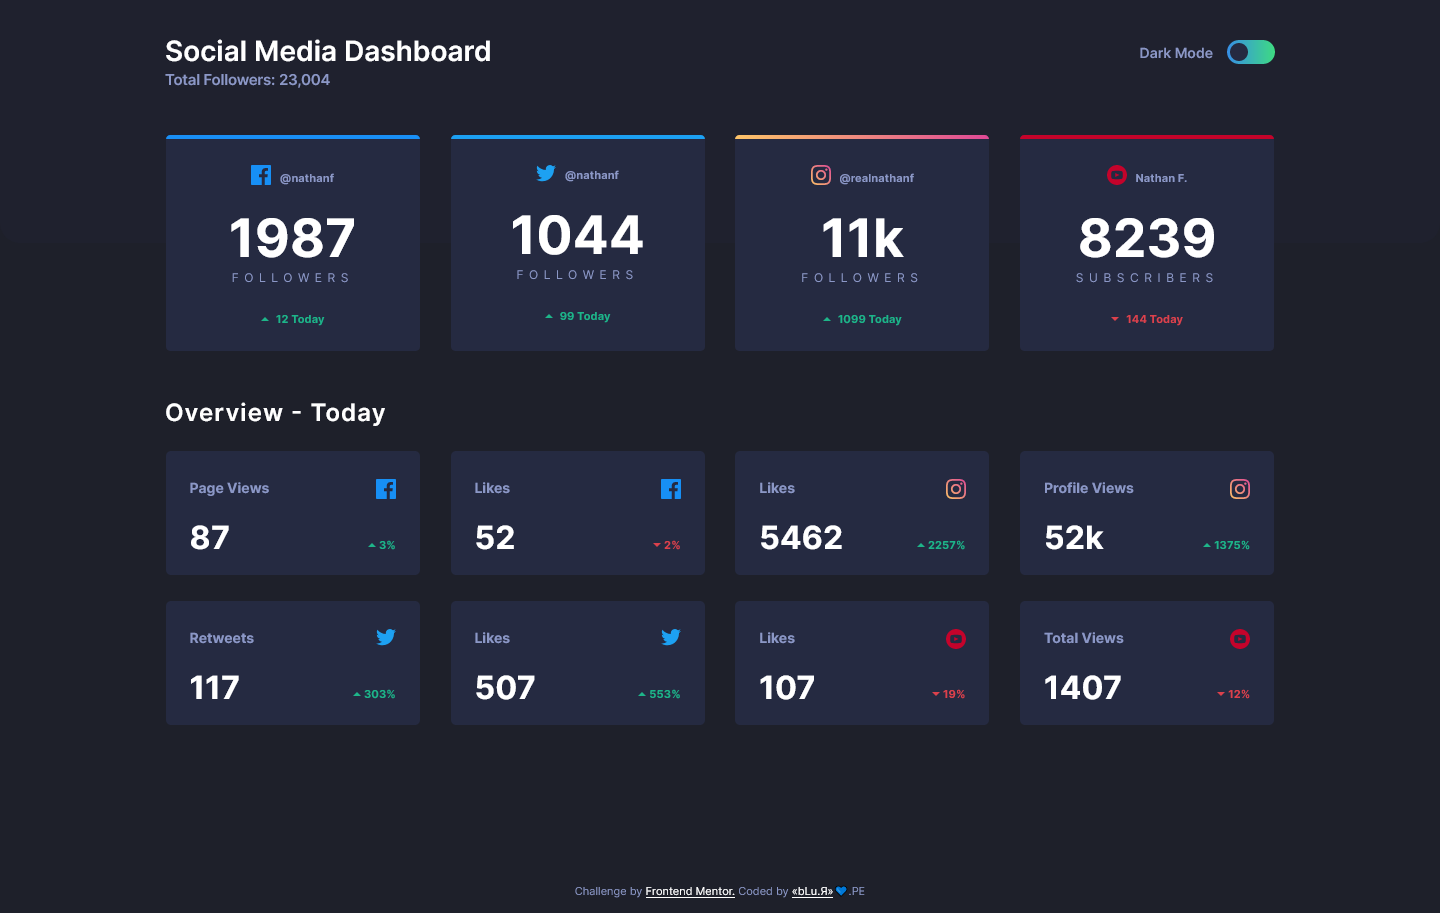 Social Media Dashboard
Dark Mode
Total Followers: 23,004
@nathanf
1987
FOLLOWERS
12 Today
@nathanf
1044
FOLLOWERS
99 Today
@realnathanf
11k
FOLLOWERS
1099 Today
Nathan F.
8239
SUBSCRIBERS
144 Today
Overview - Today
Page Views
87
3%
Likes
52
2%
Likes
5462
2257%
Profile Views
52k
1375%
Retweets
117
303%
Likes
507
553%
Likes
107
19%
Total Views
1407
12%
Challenge by Frontend Mentor. Coded by «bLu.Я» 💙.PE